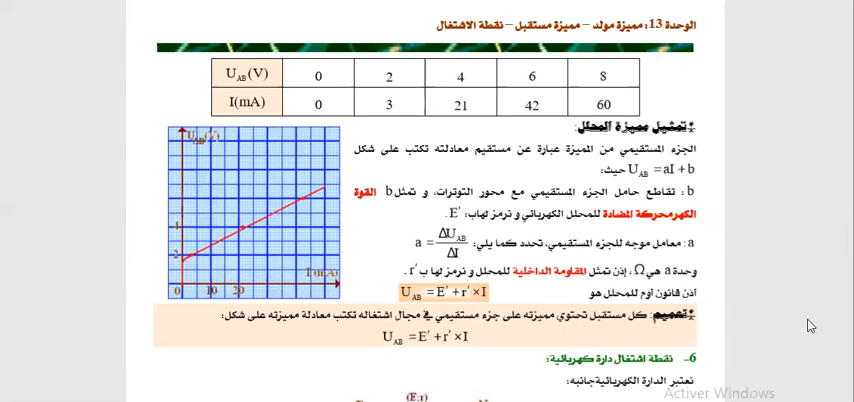 الوحدة 13: مميزة مولد – مميزة مستقبل – نقطة الاشتغال
U_AB (V) 0 2 4 6 8
I(mA) 0 3 21 42 60
* تمثيل مميزة المحلل:
الجزء المستقيمي من المميزة عبارة عن مستقيم معادلته تكتب على شكل
U_AB = aI + b حيث:
b: تقاطع حامل الجزء المستقيمي مع محور التوترات، و تمثل b القوة
الكهرمحركة المضادة للمحلل الكهربائي و نرمز لها ب: E'.
a: معامل موجه للجزء المستقيمي، تحدد كما يلي: a = ΔU_AB / ΔI
وحدة a هي Ω، إذن تمثل المقاومة الداخلية للمحلل و نرمز لها ب r'.
أذن قانون أوم للمحلل هو U_AB = E' + r' × I
U_AB (V)
4
2
I (mA)
0 10 20
* تعميم: كل مستقبل تحتوي مميزته على جزء مستقيمي في مجال اشتغاله تكتب معادلة مميزته على شكل:
U_AB = E' + r' × I
6- نقطة اشتغال دارة كهربائية:
نعتبر الدارة الكهربائية جانبه:
(E;r)
Activer Windows